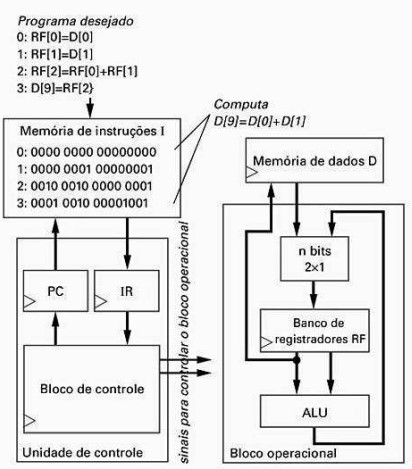 Programa desejado
0: RF[0]=D[0]
1: RF[1]=D[1]
2: RF[2]=RF[0]+RF[1]
3: D[9]=RF[2}
Computa
D[9]=D[0]+D[1]
Memória de instruções I
0: 0000 0000 00000000
1: 0000 0001 00000001
2: 0010 0010 0000 0001
3: 0001 0010 00001001
PC
IR
Bloco de controle
Unidade de controle
sinais para controlar o bloco operacional
Memória de dados D
n bits
2×1
Banco de
registradores RF
ALU
Bloco operacional